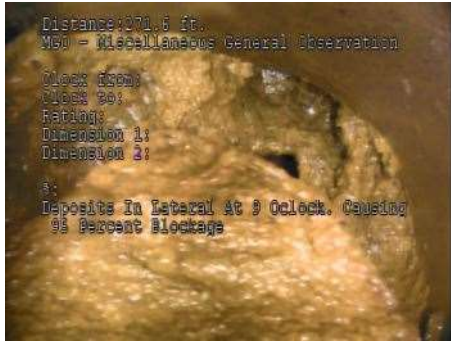 Distance:271.6 ft.
MGO - Miscellaneous General Observation
Clock from:
Clock to:
Rating:
Dimension 1:
Dimension 2:
%:
Deposits In Lateral At 9 Oclock. Causing
95 Percent Blockage